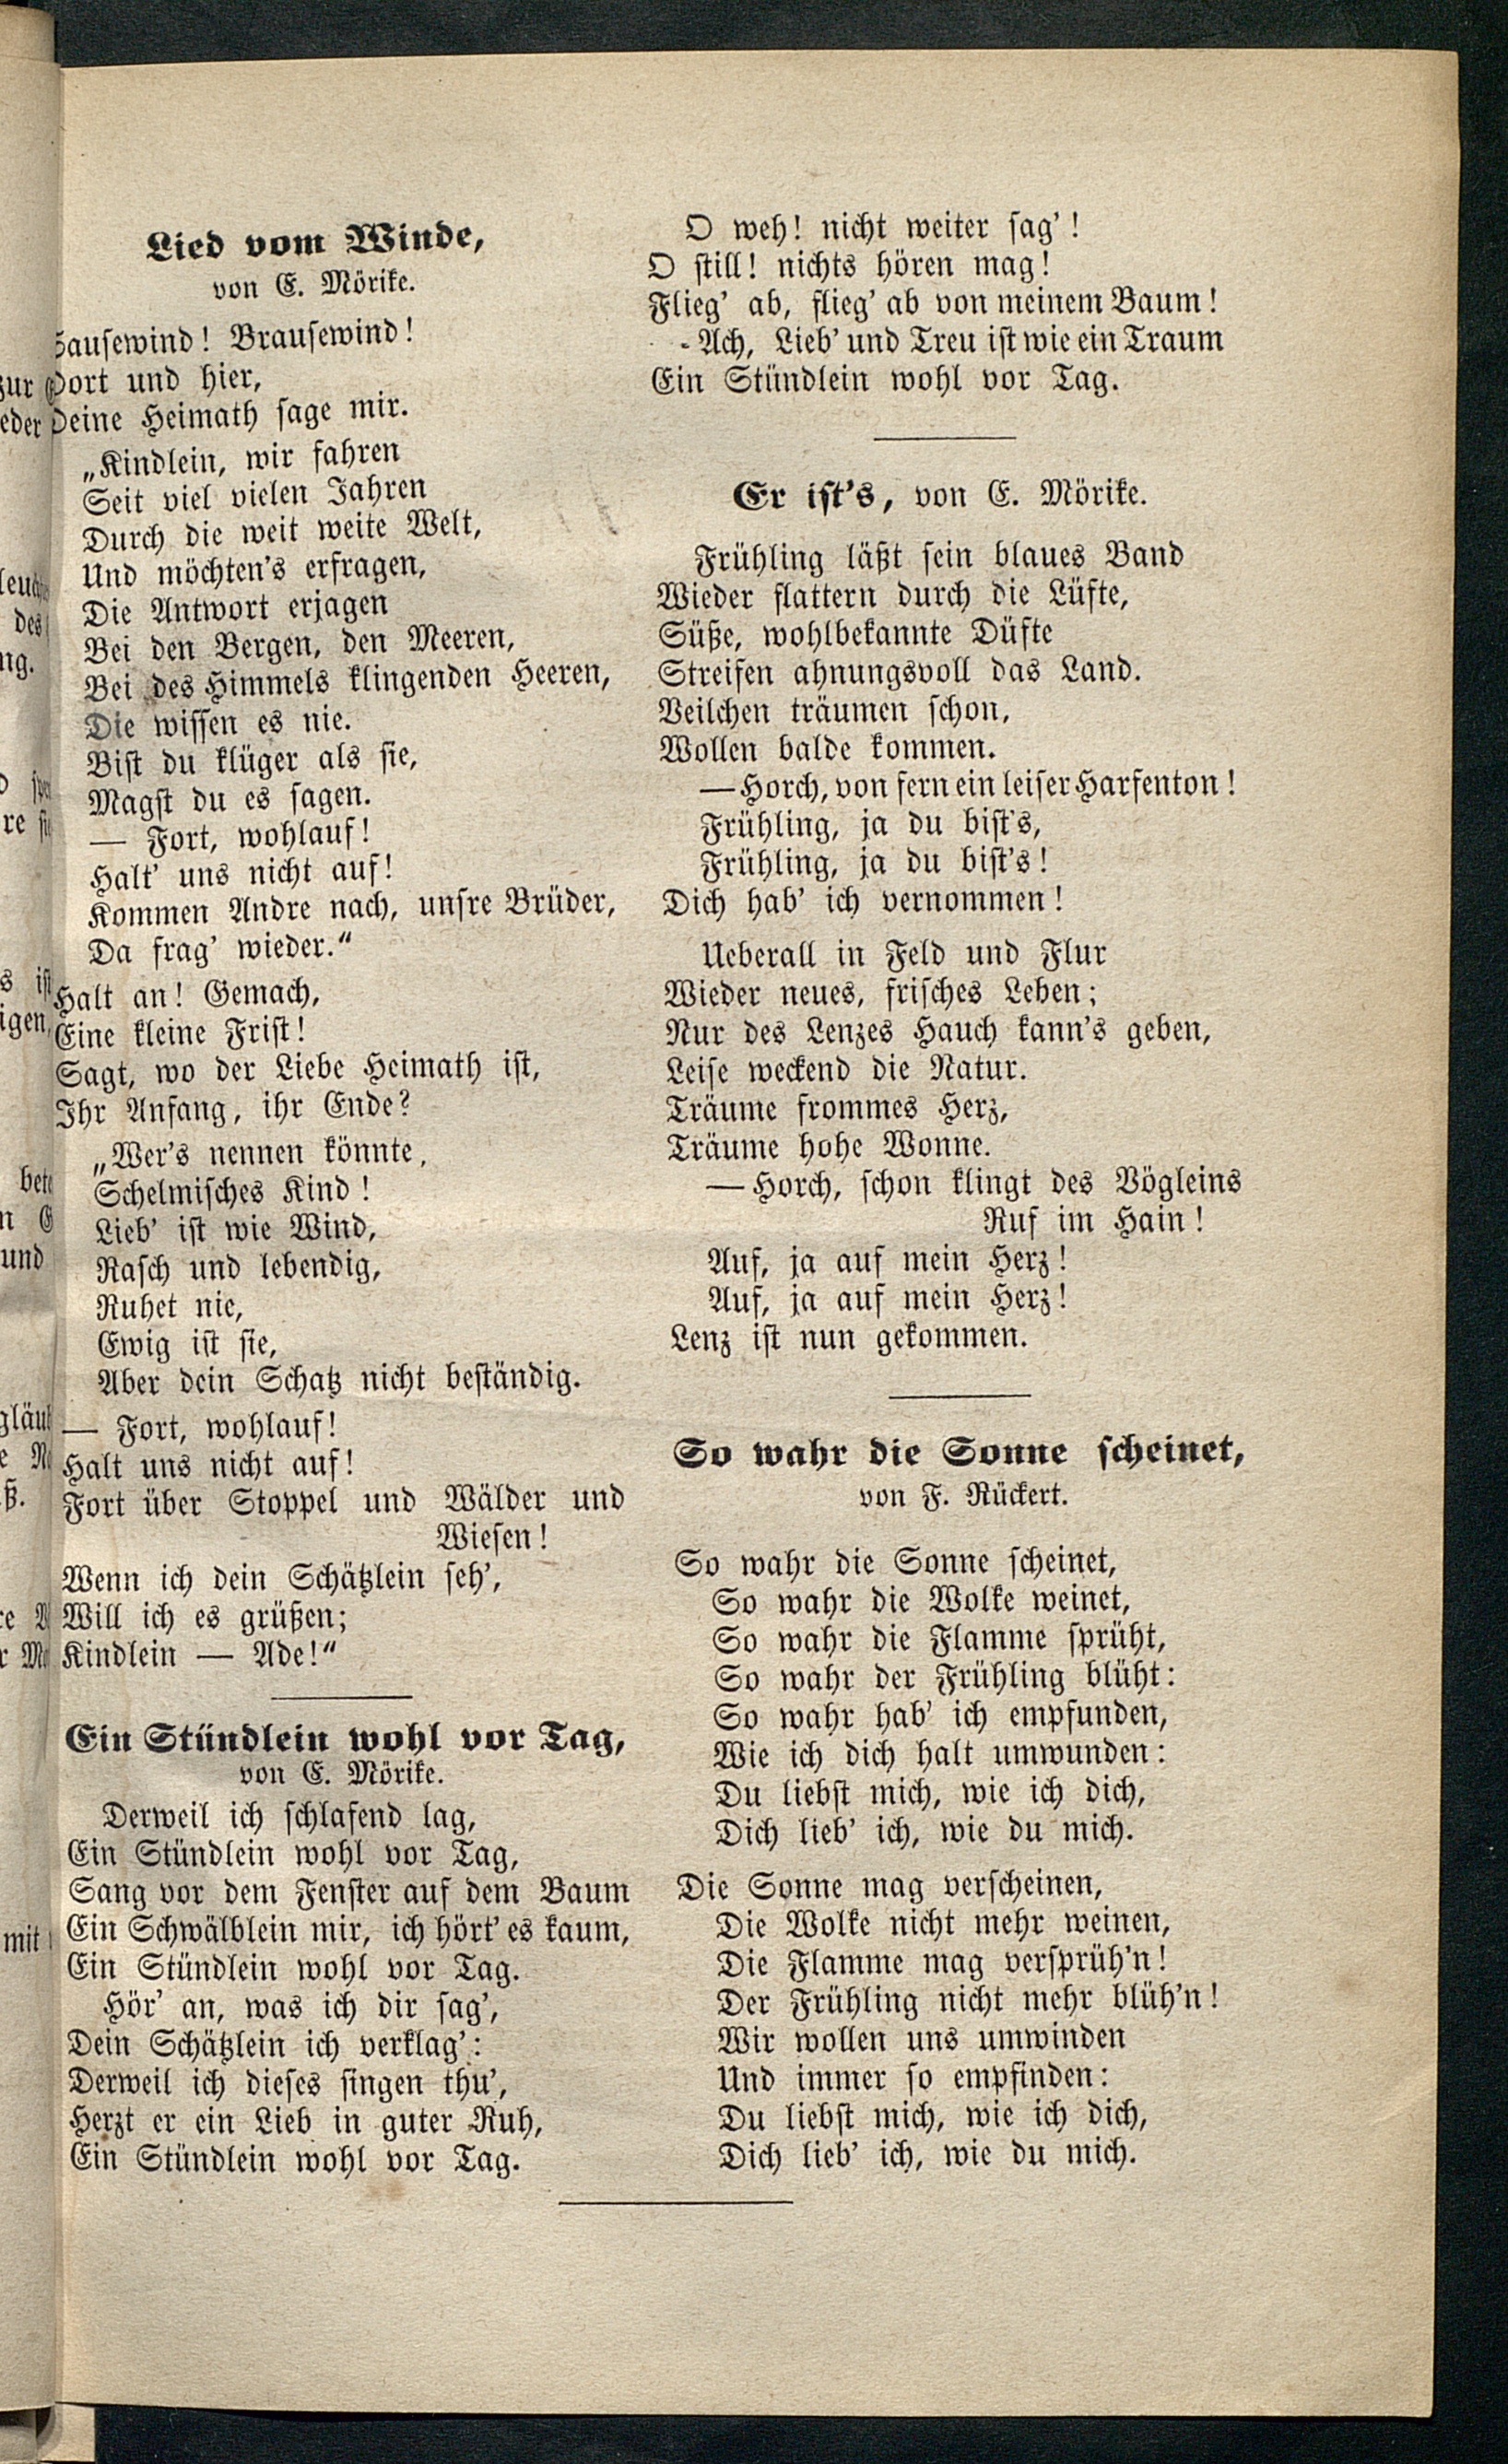 Lied vom Winde,
von E. Mörike.
Sausewind! Brausewind!
Dort und hier,
Deine Heimath sage mir.
„Kindlein, wir fahren
Seit viel vielen Jahren
Durch die weit weite Welt,
Und möchten's erfragen,
Die Antwort erjagen
Bei den Bergen, den Meeren,
Bei des Himmels klingenden Heeren,
Die wissen es nie.
Bist du klüger als sie,
Magst du es sagen.
— Fort, wohlauf!
Halt' uns nicht auf!
Kommen Andre nach, unsre Brüder,
Da frag' wieder.“
Halt an! Gemach,
Eine kleine Frist!
Sagt, wo der Liebe Heimath ist,
Ihr Anfang, ihr Ende?
„Wer's nennen könnte,
Schelmisches Kind!
Lieb' ist wie Wind,
Rasch und lebendig,
Ruhet nie,
Ewig ist sie,
Aber dein Schatz nicht beständig.
— Fort, wohlauf!
Halt uns nicht auf!
Fort über Stoppel und Wälder und
Wiesen!
Wenn ich dein Schätzlein seh',
Will ich es grüßen;
Kindlein — Ade!“
Ein Stündlein wohl vor Tag,
von E. Mörike.
Derweil ich schlafend lag,
Ein Stündlein wohl vor Tag,
Sang vor dem Fenster auf dem Baum
Ein Schwälblein mir, ich hört' es kaum,
Ein Stündlein wohl vor Tag.
Hör' an, was ich dir sag',
Dein Schätzlein ich verklag':
Derweil ich dieses singen thu',
Herzt er ein Lieb in guter Ruh,
Ein Stündlein wohl vor Tag.
O weh! nicht weiter sag'!
O still! nichts hören mag!
Flieg' ab, flieg' ab von meinem Baum!
- Ach, Lieb' und Treu ist wie ein Traum
Ein Stündlein wohl vor Tag.
Er ist's, von E. Mörike.
Frühling läßt sein blaues Band
Wieder flattern durch die Lüfte,
Süße, wohlbekannte Düfte
Streifen ahnungsvoll das Land.
Veilchen träumen schon,
Wollen balde kommen.
— Horch, von fern ein leiser Harfenton!
Frühling, ja du bist's,
Frühling, ja du bist's!
Dich hab' ich vernommen!
Ueberall in Feld und Flur
Wieder neues, frisches Leben;
Nur des Lenzes Hauch kann's geben,
Leise weckend die Natur.
Träume frommes Herz,
Träume hohe Wonne.
— Horch, schon klingt des Vögleins
Ruf im Hain!
Auf, ja auf mein Herz!
Auf, ja auf mein Herz!
Lenz ist nun gekommen.
So wahr die Sonne scheinet,
von F. Rückert.
So wahr die Sonne scheinet,
So wahr die Wolke weinet,
So wahr die Flamme sprüht,
So wahr der Frühling blüht:
So wahr hab' ich empfunden,
Wie ich dich halt umwunden:
Du liebst mich, wie ich dich,
Dich lieb' ich, wie du mich.
Die Sonne mag verscheinen,
Die Wolke nicht mehr weinen,
Die Flamme mag versprüh'n!
Der Frühling nicht mehr blüh'n!
Wir wollen uns umwinden
Und immer so empfinden:
Du liebst mich, wie ich dich,
Dich lieb' ich, wie du mich.